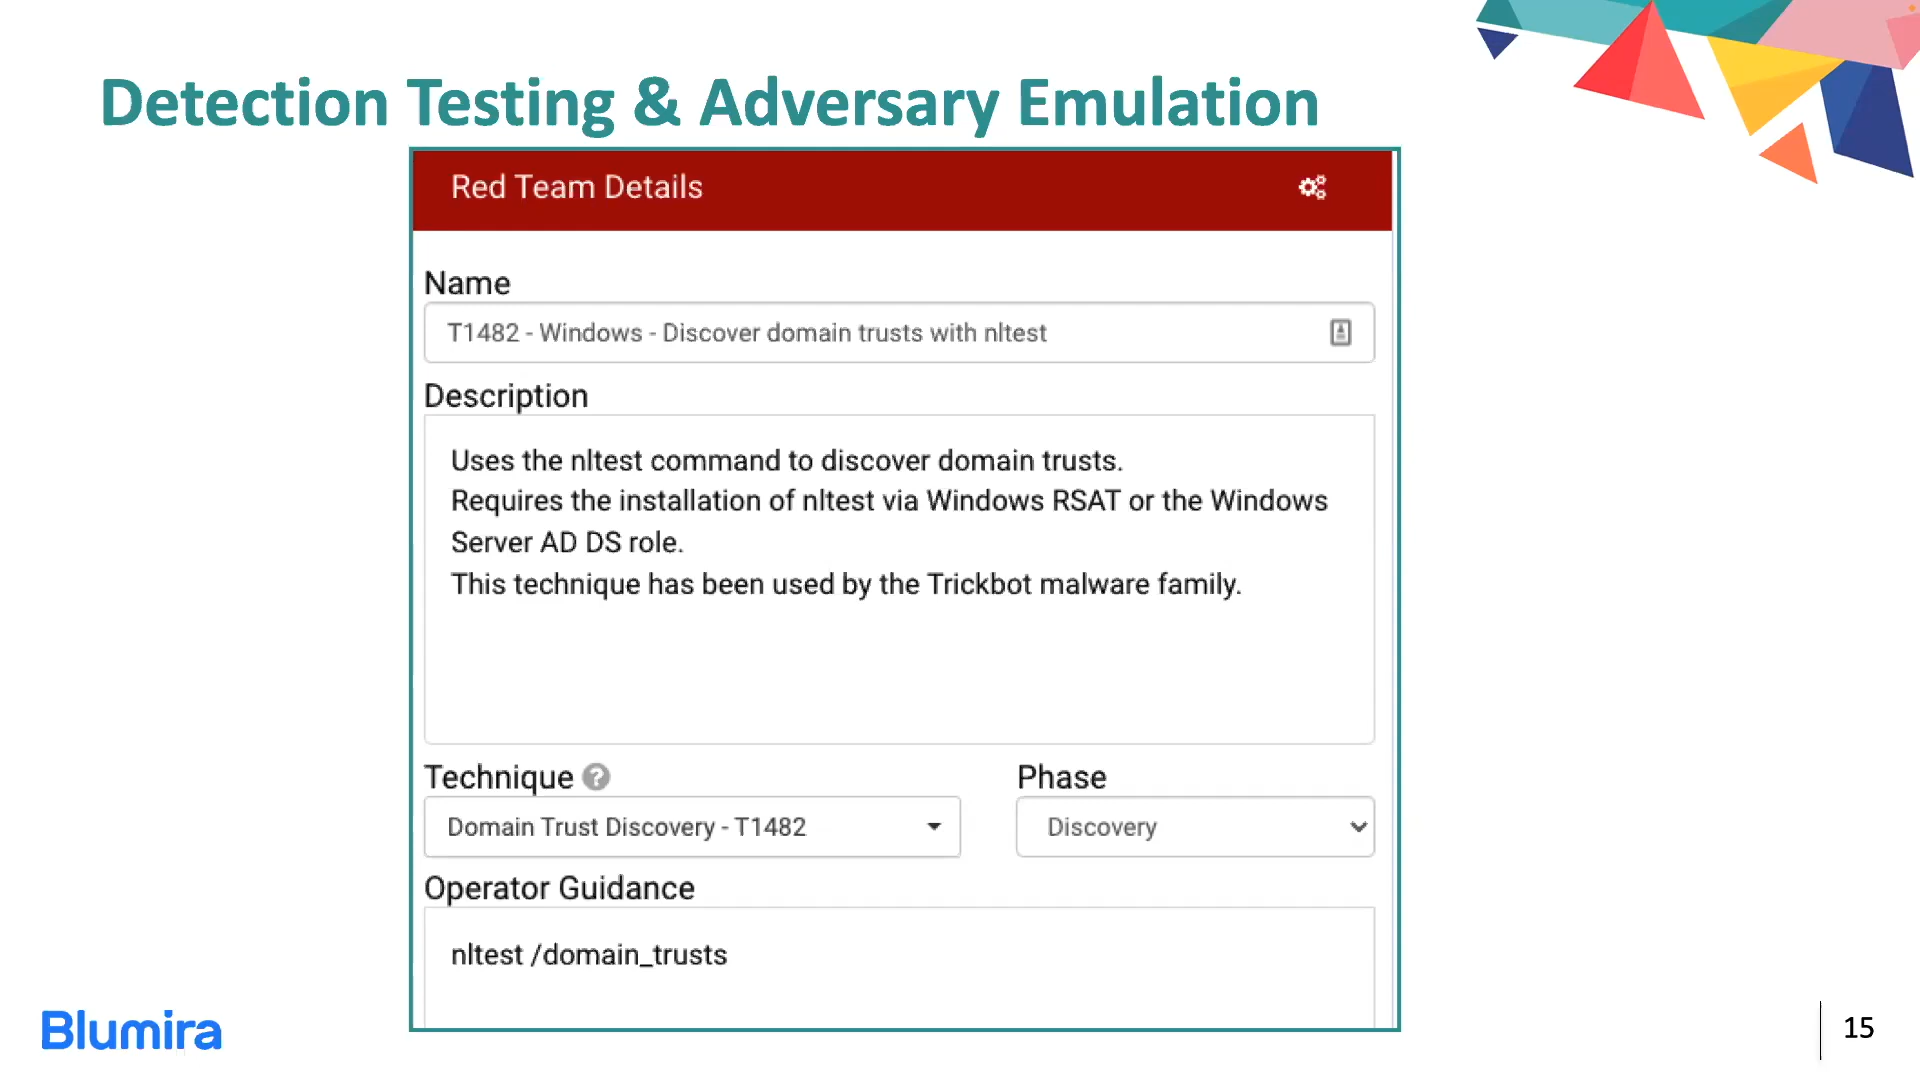 Detection Testing & Adversary Emulation
Red Team Details
Name
T1482 - Windows - Discover domain trusts with nltest
Description
Uses the nltest command to discover domain trusts.
Requires the installation of nltest via Windows RSAT or the Windows
Server AD DS role.
This technique has been used by the Trickbot malware family.
Technique ?
Phase
Domain Trust Discovery - T1482
Discovery
Operator Guidance
nltest /domain_trusts
Blumira
15